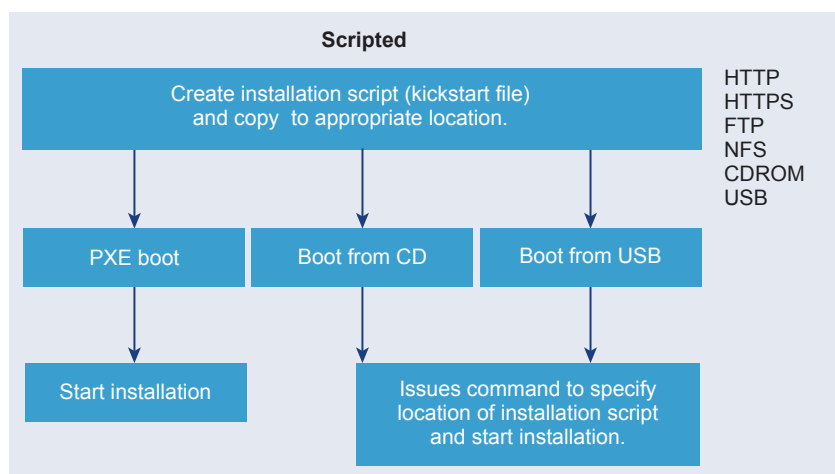 Scripted
Create installation script (kickstart file)
and copy to appropriate location.
HTTP
HTTPS
FTP
NFS
CDROM
USB
PXE boot
Boot from CD
Boot from USB
Start installation
Issues command to specify
location of installation script
and start installation.